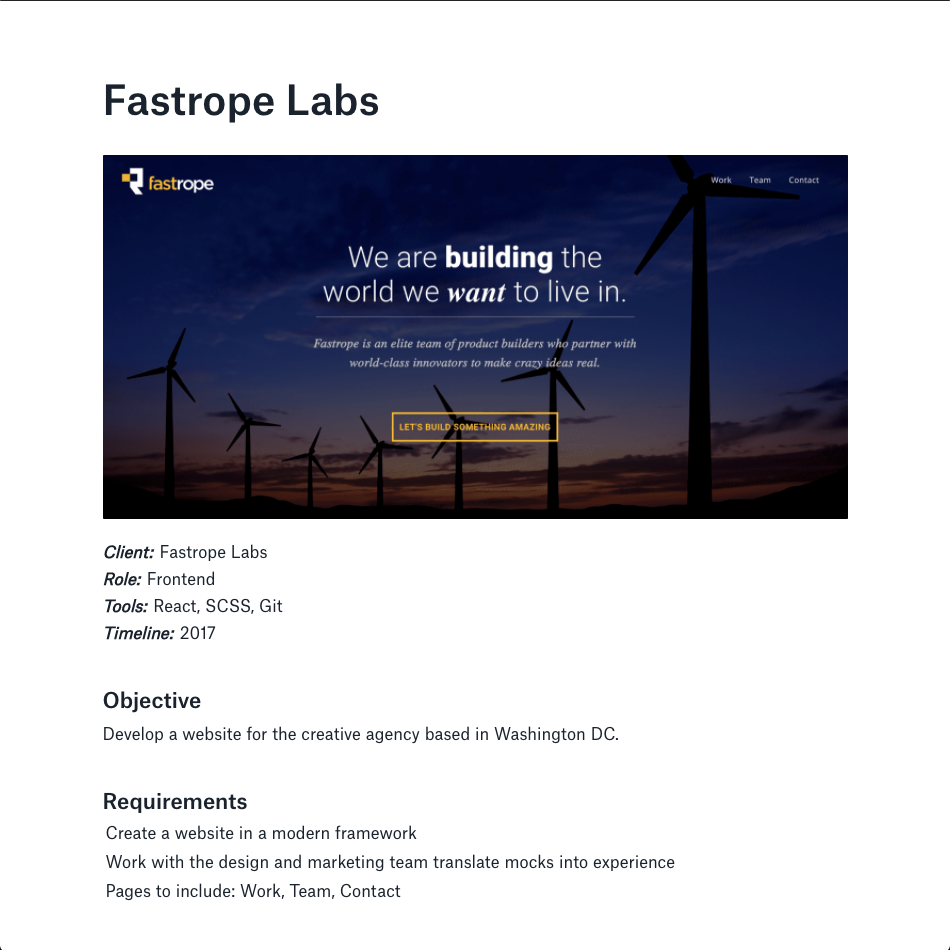 Fastrope Labs
fastrope
Work Team Contact
We are building the
world we want to live in.
Fastrope is an elite team of product builders who partner with
world-class innovators to make crazy ideas real.
LET'S BUILD SOMETHING AMAZING
Client: Fastrope Labs
Role: Frontend
Tools: React, SCSS, Git
Timeline: 2017
Objective
Develop a website for the creative agency based in Washington DC.
Requirements
Create a website in a modern framework
Work with the design and marketing team translate mocks into experience
Pages to include: Work, Team, Contact